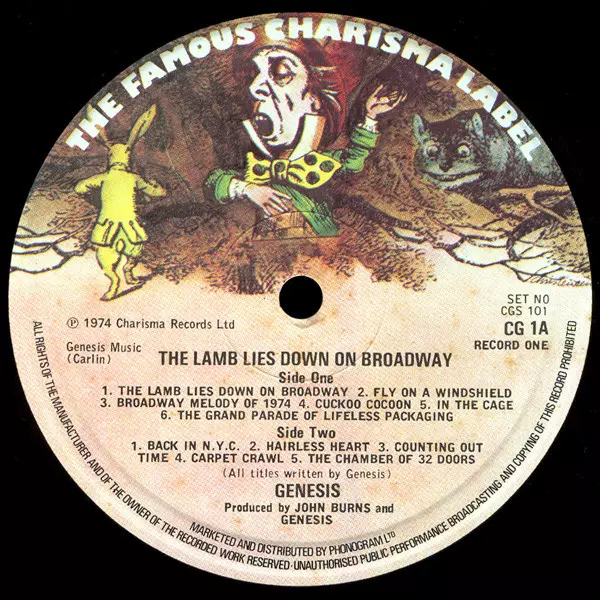 THE FAMOUS CHARISMA LABEL
℗ 1974 Charisma Records Ltd
SET NO
CGS 101
CG 1A
RECORD ONE
Genesis Music
(Carlin)
THE LAMB LIES DOWN ON BROADWAY
Side One
1. THE LAMB LIES DOWN ON BROADWAY 2. FLY ON A WINDSHIELD
3. BROADWAY MELODY OF 1974 4. CUCKOO COCOON 5. IN THE CAGE
6. THE GRAND PARADE OF LIFELESS PACKAGING
Side Two
1. BACK IN N.Y.C. 2. HAIRLESS HEART 3. COUNTING OUT
TIME 4. CARPET CRAWL 5. THE CHAMBER OF 32 DOORS
(All titles written by Genesis)
GENESIS
Produced by JOHN BURNS and
GENESIS
MARKETED AND DISTRIBUTED BY PHONOGRAM LTD
ALL RIGHTS OF THE MANUFACTURER AND OF THE OWNER OF THE RECORDED WORK RESERVED·UNAUTHORISED PUBLIC PERFORMANCE BROADCASTING AND COPYING OF THIS RECORD PROHIBITED